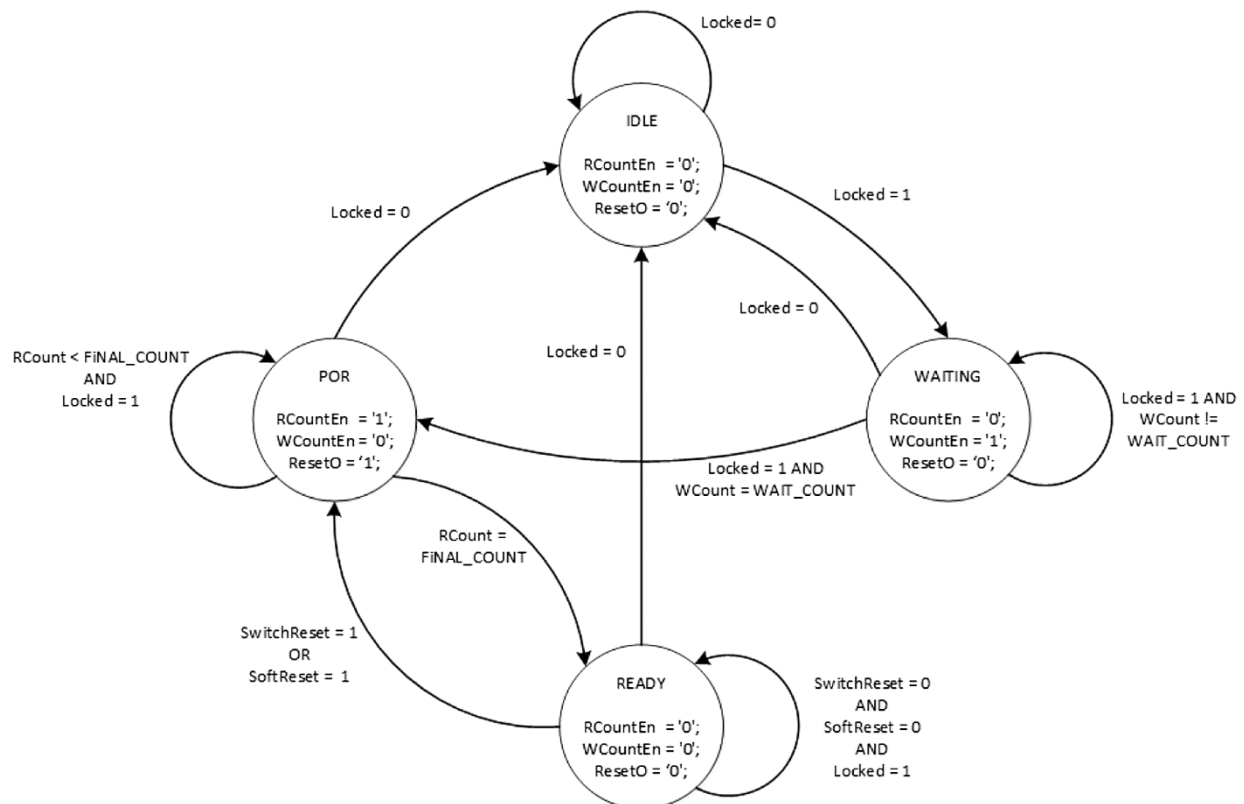 Locked= 0
IDLE
RCountEn  = '0';
WCountEn = '0';
ResetO = ‘0’;
Locked = 0
Locked = 1
Locked = 0
Locked = 0
RCount < FiNAL_COUNT
AND
Locked = 1
POR
RCountEn  = '1';
WCountEn = '0';
ResetO = ‘1’;
WAITING
RCountEn  = '0';
WCountEn = '1';
ResetO = ‘0’;
Locked = 1 AND
WCount !=
WAIT_COUNT
Locked = 1 AND
WCount = WAIT_COUNT
RCount =
FiNAL_COUNT
SwitchReset = 1
OR
SoftReset =  1
READY
RCountEn  = '0';
WCountEn = '0';
ResetO = ‘0’;
SwitchReset = 0
AND
SoftReset = 0
AND
Locked = 1